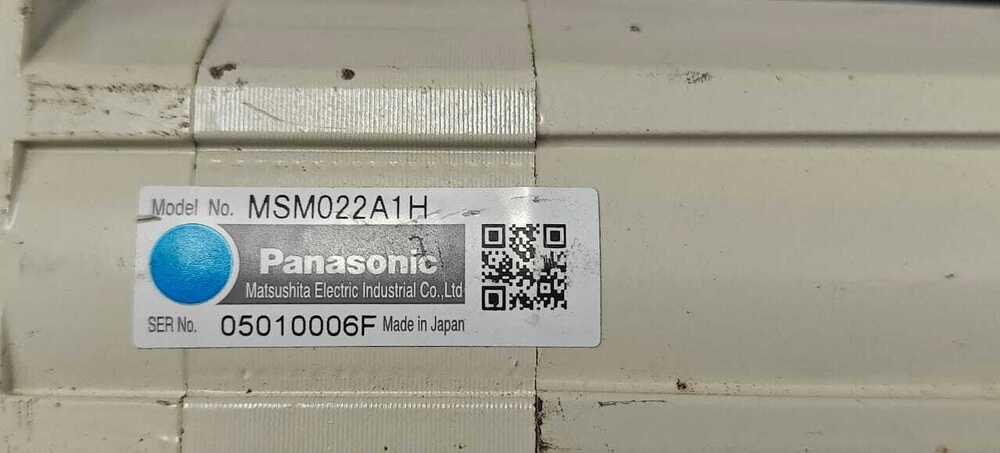 Model No. MSM022A1H
Panasonic
Matsushita Electric Industrial Co.,Ltd
SER No. 05010006F Made in Japan